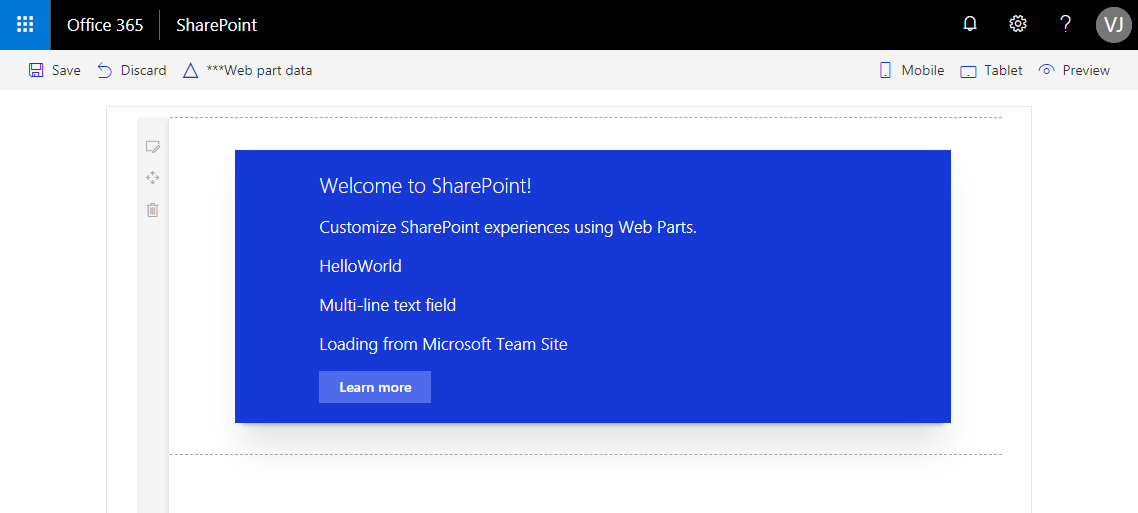 Office 365 SharePoint ? VJ
Save Discard ***Web part data Mobile Tablet Preview
Welcome to SharePoint!
Customize SharePoint experiences using Web Parts.
HelloWorld
Multi-line text field
Loading from Microsoft Team Site
Learn more